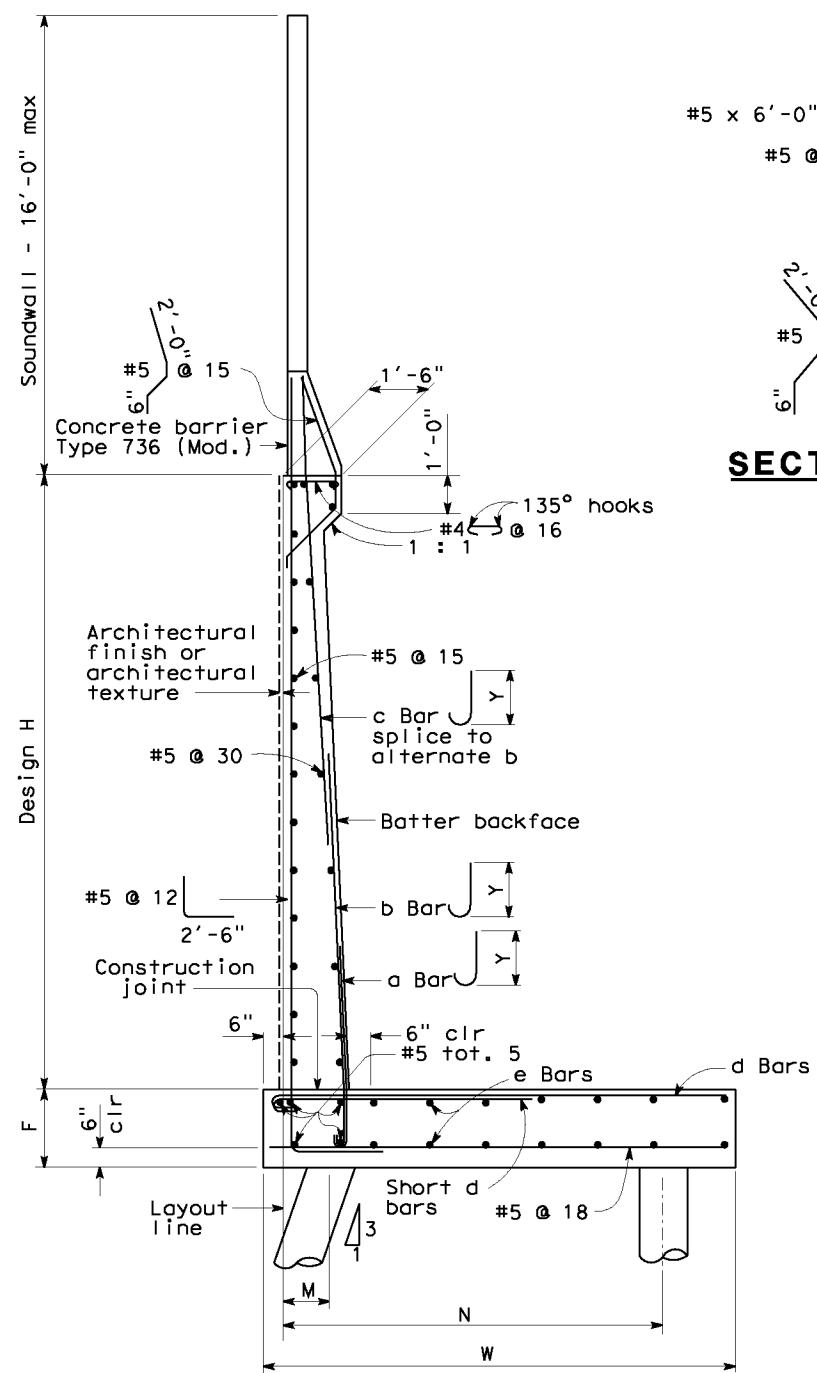 Soundwall - 16'-0" max
#5 x 6'-0"
#5 @
2'-0"
#5 @ 15
6"
1'-6"
2'-0
#5
6"
Concrete barrier
Type 736 (Mod.)
1'-0"
SECT
135° hooks
#4 @ 16
1 : 1
Architectural
finish or
architectural
texture
#5 @ 15
Y
c Bar
splice to
alternate b
#5 @ 30
Design H
Batter backface
#5 @ 12
2'-6"
b Bar
Y
Construction
joint
a Bar
Y
6"
6" clr
#5 tot. 5
e Bars
d Bars
F
6"
clr
Short d
bars
#5 @ 18
Layout
line
3
1
M
N
W